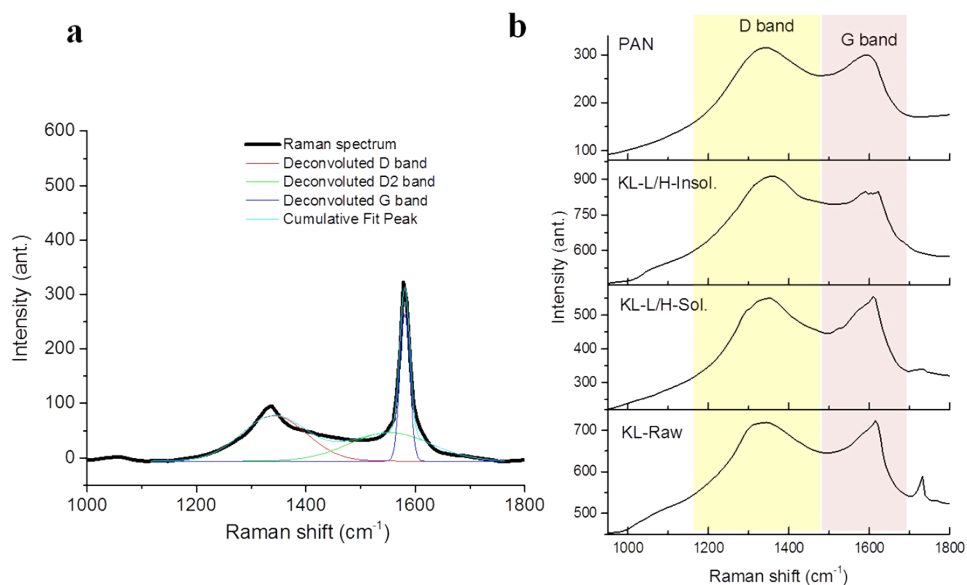 a
600
500
400
300
200
100
0
Intensity (ant.)
Raman spectrum
Deconvoluted D band
Deconvoluted D2 band
Deconvoluted G band
Cumulative Fit Peak
1000 1200 1400 1600 1800
Raman shift (cm-1)
b
D band
G band
PAN
300
200
100
KL-L/H-Insol.
900
750
600
KL-L/H-Sol.
500
400
300
KL-Raw
700
600
500
Intensity (ant.)
1000 1200 1400 1600 1800
Raman shift (cm-1)